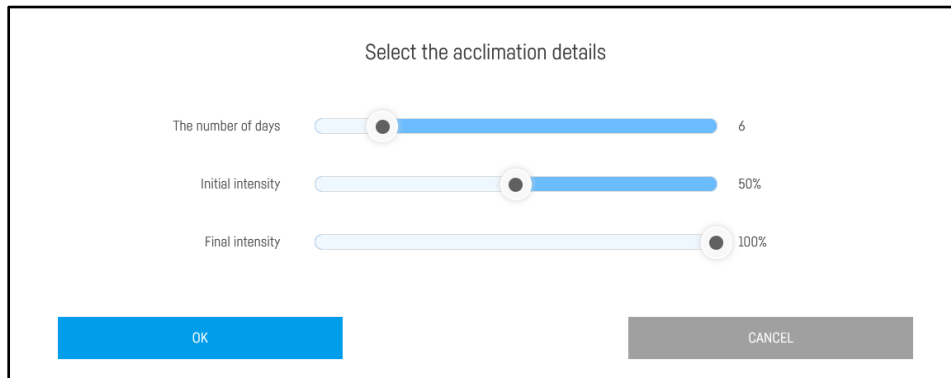 Select the acclimation details
The number of days 6
Initial intensity 50%
Final intensity 100%
OK CANCEL